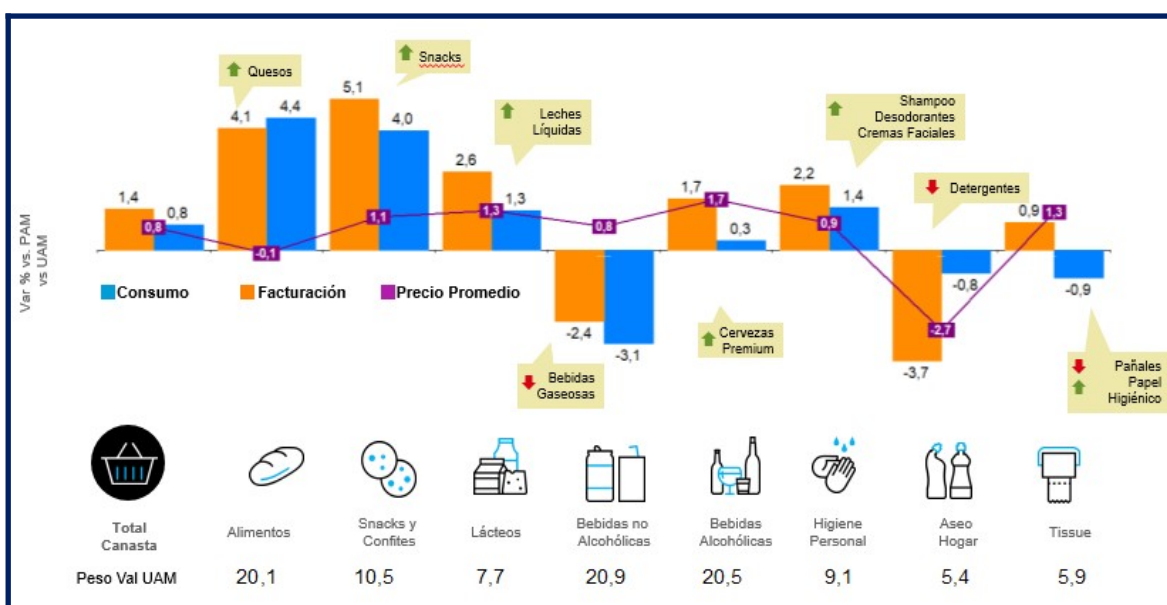 Var % vs. PAM
vs UAM
Quesos
Snacks
Leches
Líquidas
Shampoo
Desodorantes
Cremas Faciales
Detergentes
1,4
0,8
0,8
4,1
4,4
-0,1
5,1
4,0
1,1
2,6
1,3
1,3
0,8
-2,4
-3,1
1,7
0,3
1,7
2,2
1,4
0,9
-3,7
-0,8
-2,7
0,9
-0,9
1,3
Consumo
Facturación
Precio Promedio
Bebidas
Gaseosas
Cervezas
Premium
Pañales
Papel
Higiénico
Total
Canasta
Alimentos
Snacks y
Confites
Lácteos
Bebidas no
Alcohólicas
Bebidas
Alcohólicas
Higiene
Personal
Aseo
Hogar
Tissue
Peso Val UAM 20,1 10,5 7,7 20,9 20,5 9,1 5,4 5,9